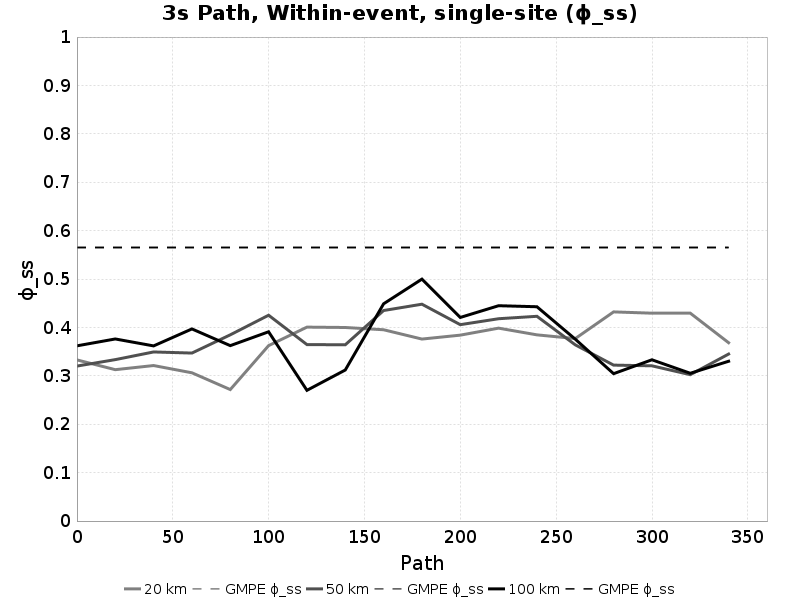 3s Path, Within-event, single-site (ϕ_ss)
1
0.9
0.8
0.7
0.6
0.5
0.4
0.3
0.2
0.1
0
ϕ_ss
0 50 100 150 200 250 300 350
Path
20 km GMPE ϕ_ss 50 km GMPE ϕ_ss 100 km GMPE ϕ_ss